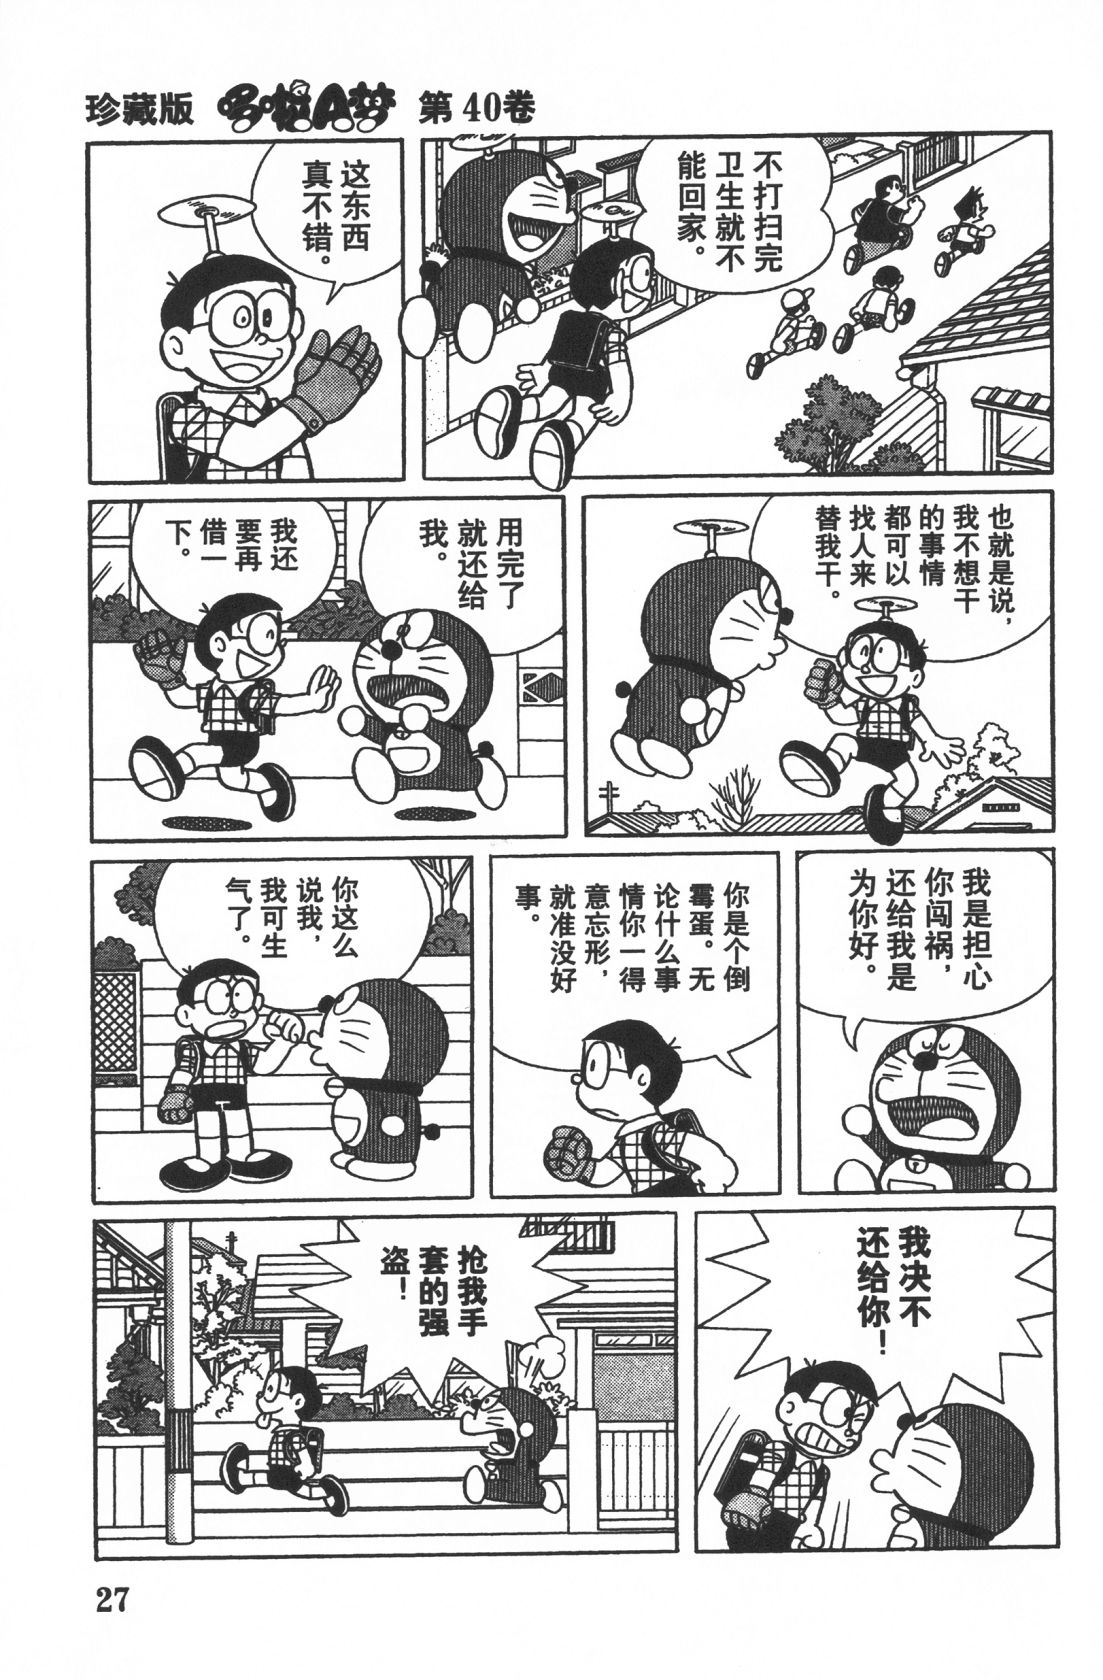 珍藏版 哆啦A梦 第40卷
不打扫完
卫生就不
能回家。
这东西
真不错。
也就是说，
我不想干
的事情
都可以
找人来
替我干。
用完了
就还给
我。
我还
要再
借一
下。
我是担心
你闯祸，
还给我是
为你好。
你是个倒
霉蛋。无
论什么事
情你一得
意忘形，
就准没好
事。
你这么
说我，
我可生
气了。
我决不
还给你！
抢我手
套的强
盗！
27